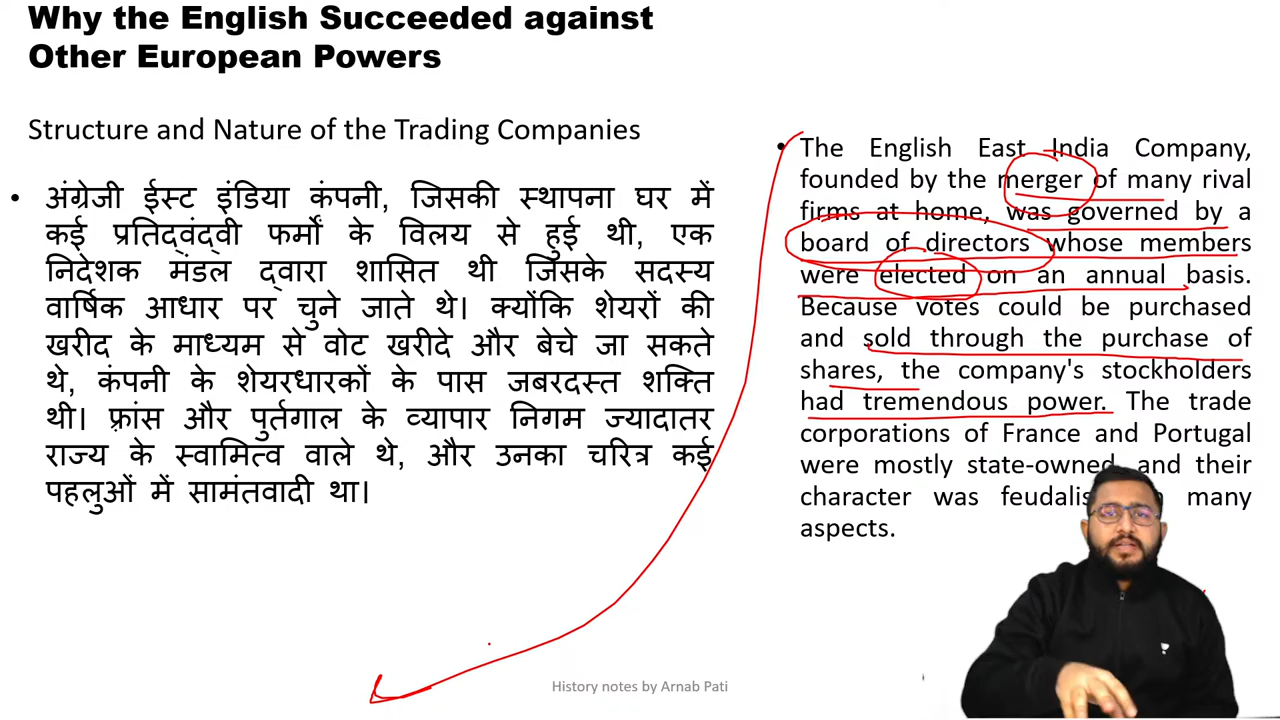 Why the English Succeeded against
Other European Powers
Structure and Nature of the Trading Companies
• अंग्रेजी ईस्ट इंडिया कंपनी, जिसकी स्थापना घर में
कई प्रतिद्वंद्वी फर्मों के विलय से हुई थी, एक
निदेशक मंडल द्वारा शासित थी जिसके सदस्य
वार्षिक आधार पर चुने जाते थे। क्योंकि शेयरों की
खरीद के माध्यम से वोट खरीदे और बेचे जा सकते
थे, कंपनी के शेयरधारकों के पास जबरदस्त शक्ति
थी। फ़्रांस और पुर्तगाल के व्यापार निगम ज्यादातर
राज्य के स्वामित्व वाले थे, और उनका चरित्र कई
पहलुओं में सामंतवादी था।
• The English East India Company,
founded by the merger of many rival
firms at home, was governed by a
board of directors whose members
were elected on an annual basis.
Because votes could be purchased
and sold through the purchase of
shares, the company's stockholders
had tremendous power. The trade
corporations of France and Portugal
were mostly state-owned, and their
character was many
aspects.
History notes by Arnab Pati